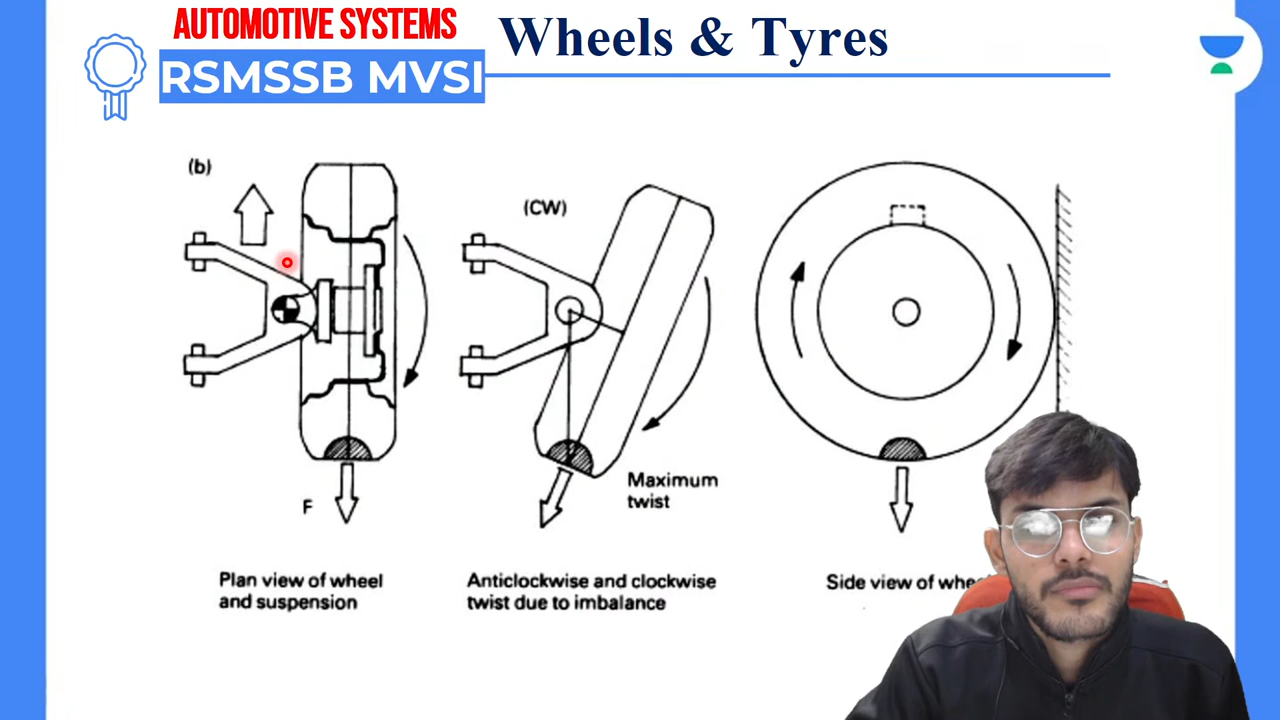 AUTOMOTIVE SYSTEMS
RSMSSB MVSI
Wheels & Tyres
(b)
(CW)
F
Maximum
twist
Plan view of wheel
and suspension
Anticlockwise and clockwise
twist due to imbalance
Side view of